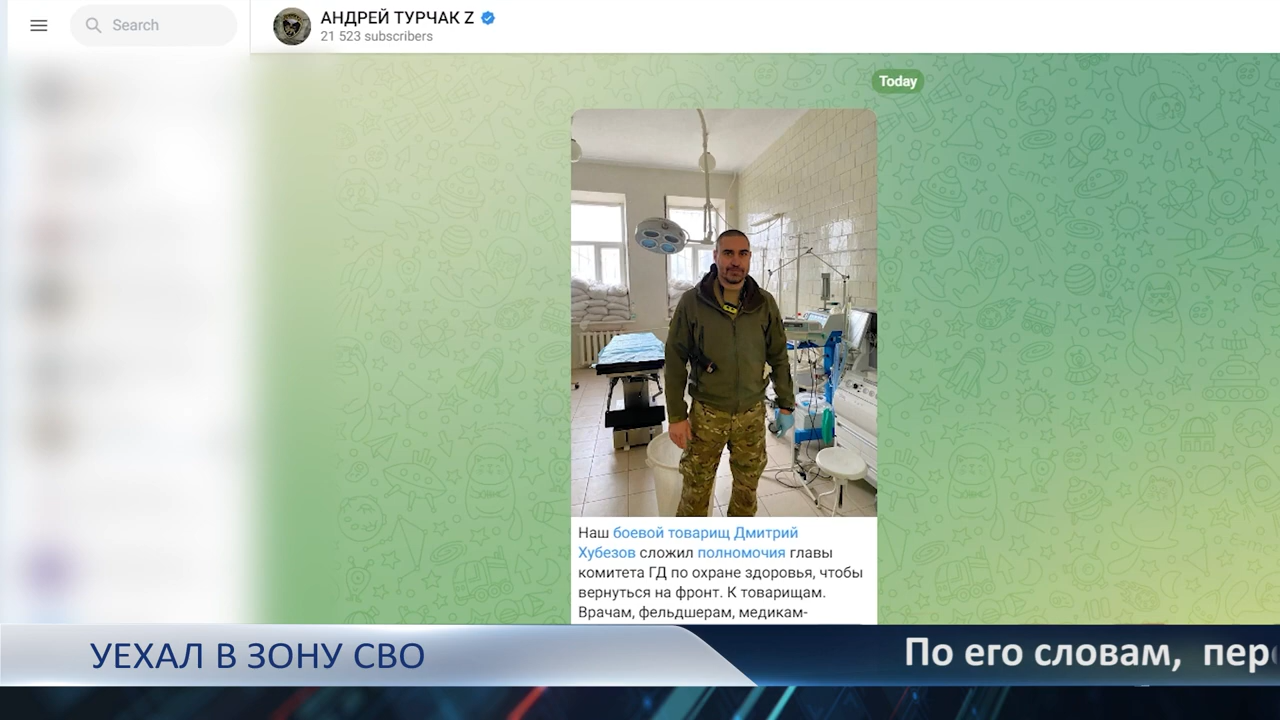 Search
АНДРЕЙ ТУРЧАК Z
21 523 subscribers
Today
Наш боевой товарищ Дмитрий
Хубезов сложил полномочия главы
комитета ГД по охране здоровья, чтобы
вернуться на фронт. К товарищам.
Врачам, фельдшерам, медикам-
УЕХАЛ В ЗОНУ СВО
По его словам, пер